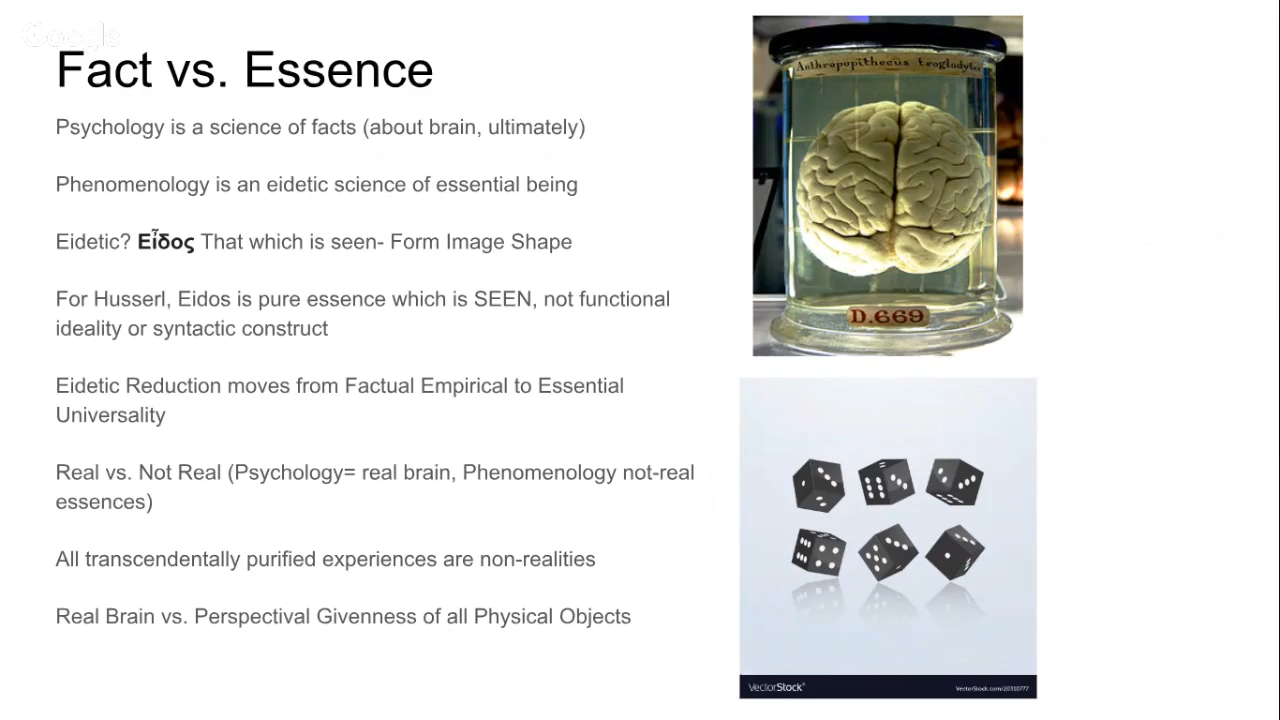 Google
Fact vs. Essence
Psychology is a science of facts (about brain, ultimately)
Phenomenology is an eidetic science of essential being
Eidetic? Εἶδος That which is seen- Form Image Shape
For Husserl, Eidos is pure essence which is SEEN, not functional
ideality or syntactic construct
Eidetic Reduction moves from Factual Empirical to Essential
Universality
Real vs. Not Real (Psychology= real brain, Phenomenology not-real
essences)
All transcendentally purified experiences are non-realities
Real Brain vs. Perspectival Givenness of all Physical Objects
Anthropopithecus troglodytes
D.669
VectorStock®
VectorStock.com/20310777